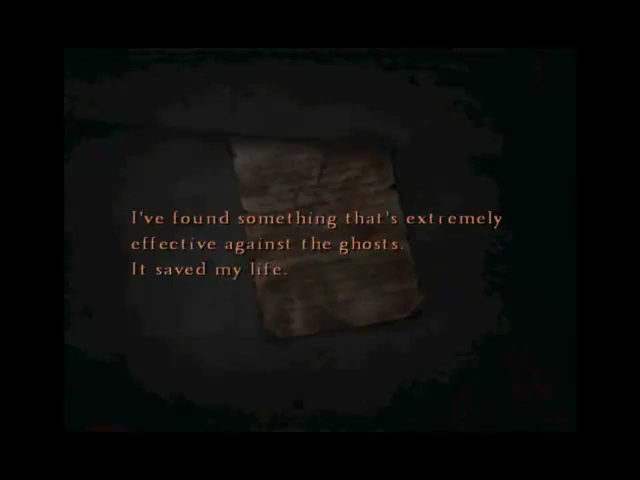 I've found something that's extremely
effective against the ghosts.
It saved my life.